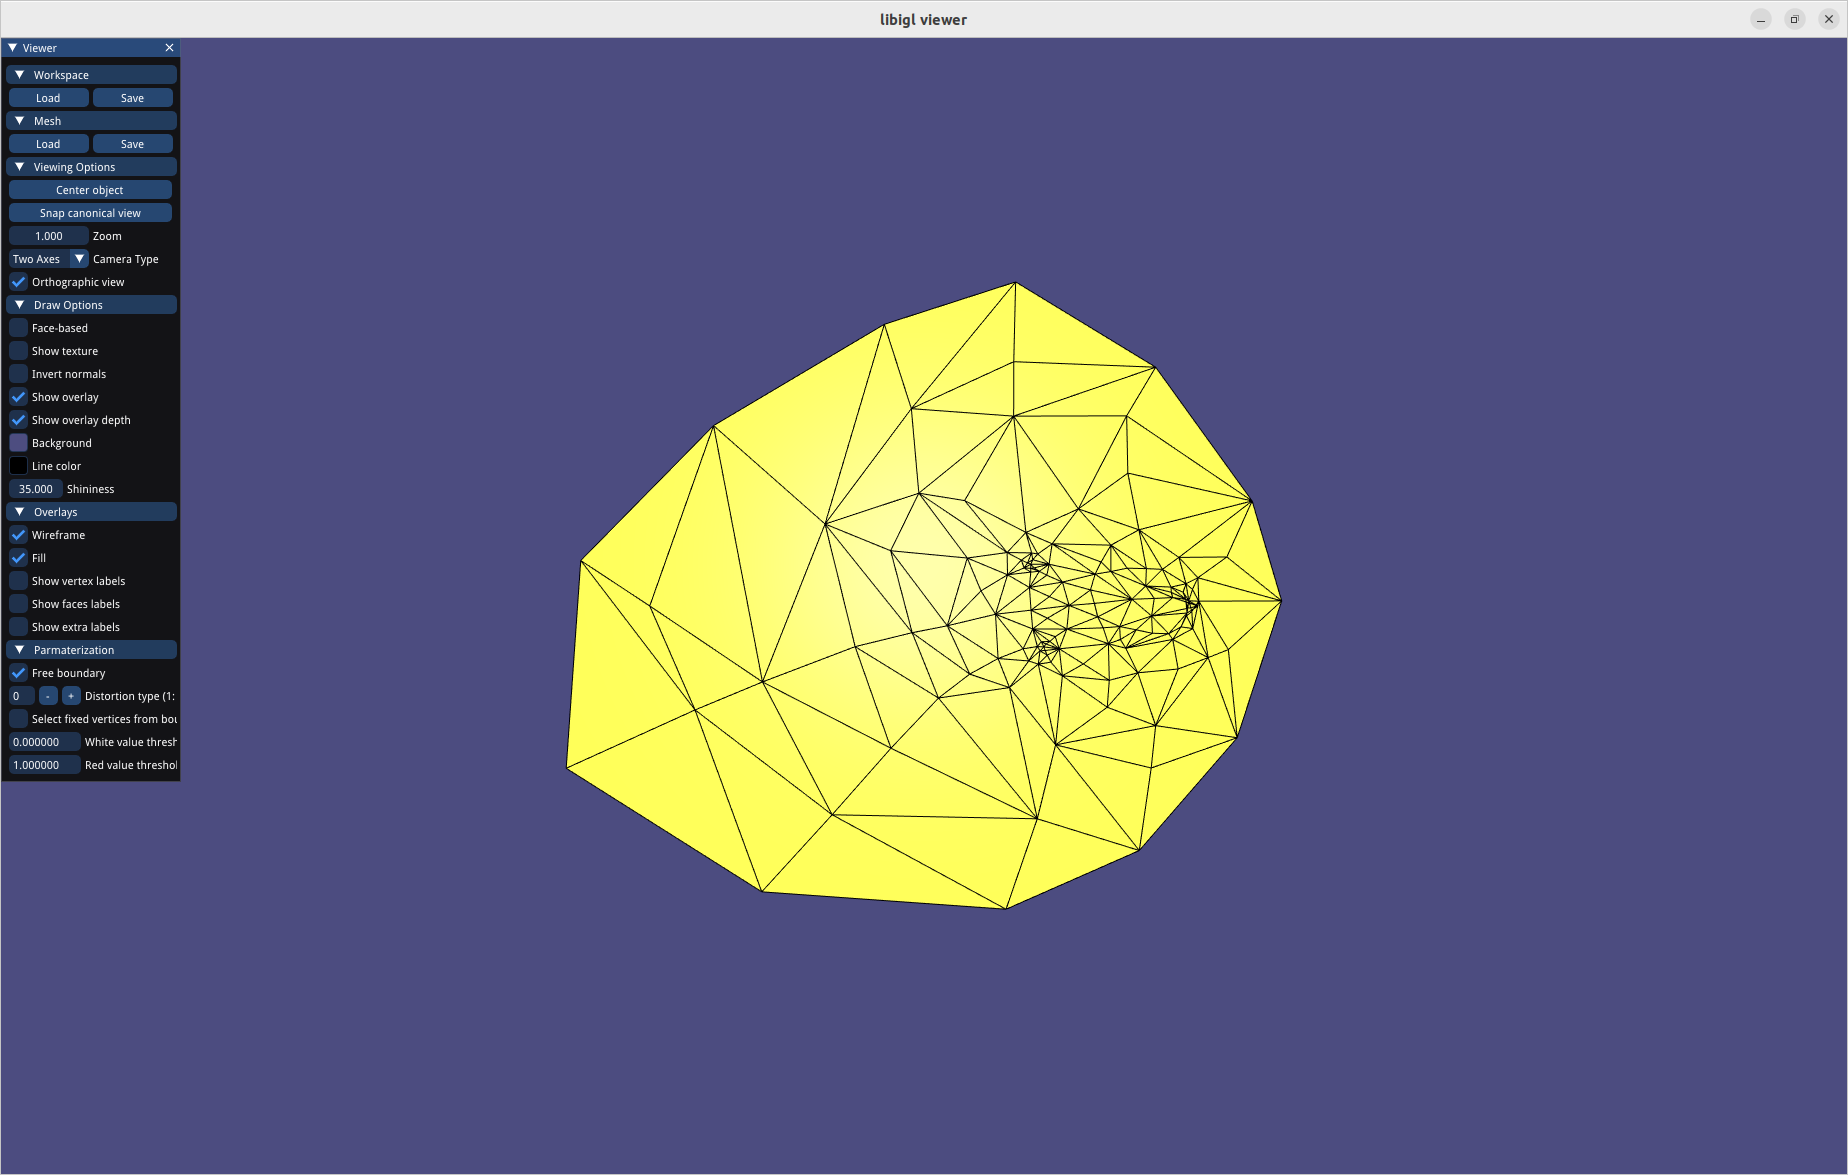 libigl viewer
Viewer
Workspace
Load Save
Mesh
Load Save
Viewing Options
Center object
Snap canonical view
1.000 Zoom
Two Axes Camera Type
Orthographic view
Draw Options
Face-based
Show texture
Invert normals
Show overlay
Show overlay depth
Background
Line color
35.000 Shininess
Overlays
Wireframe
Fill
Show vertex labels
Show faces labels
Show extra labels
Parmaterization
Free boundary
0 - + Distortion type (1:
Select fixed vertices from bou
0.000000 White value thresh
1.000000 Red value threshol